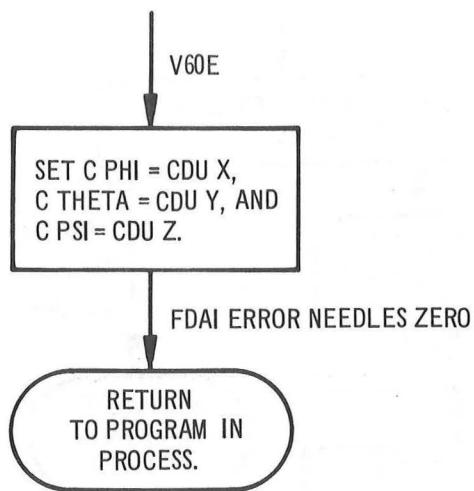 V60E
SET C PHI = CDU X,
C THETA = CDU Y, AND
C PSI = CDU Z.
FDAI ERROR NEEDLES ZERO
RETURN
TO PROGRAM IN
PROCESS.